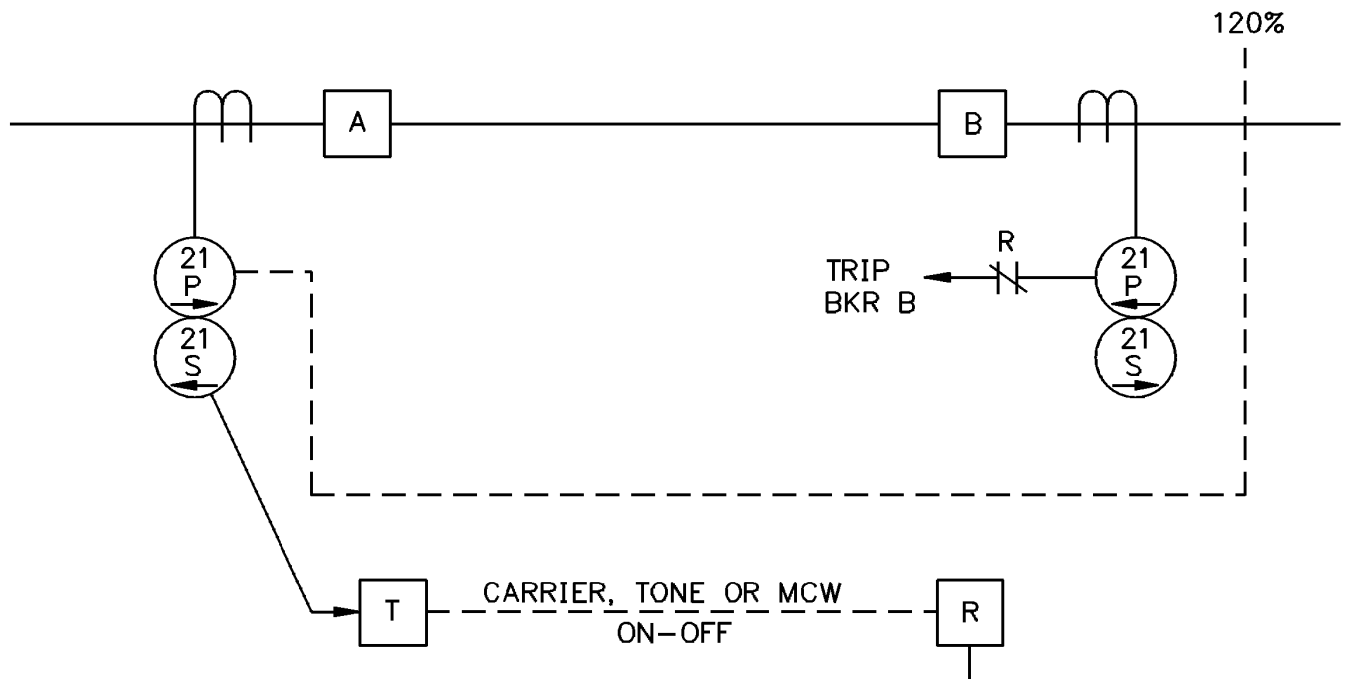 120%
A
B
21
P
21
S
R
TRIP
BKR B
21
P
21
S
T
CARRIER, TONE OR MCW
ON-OFF
R